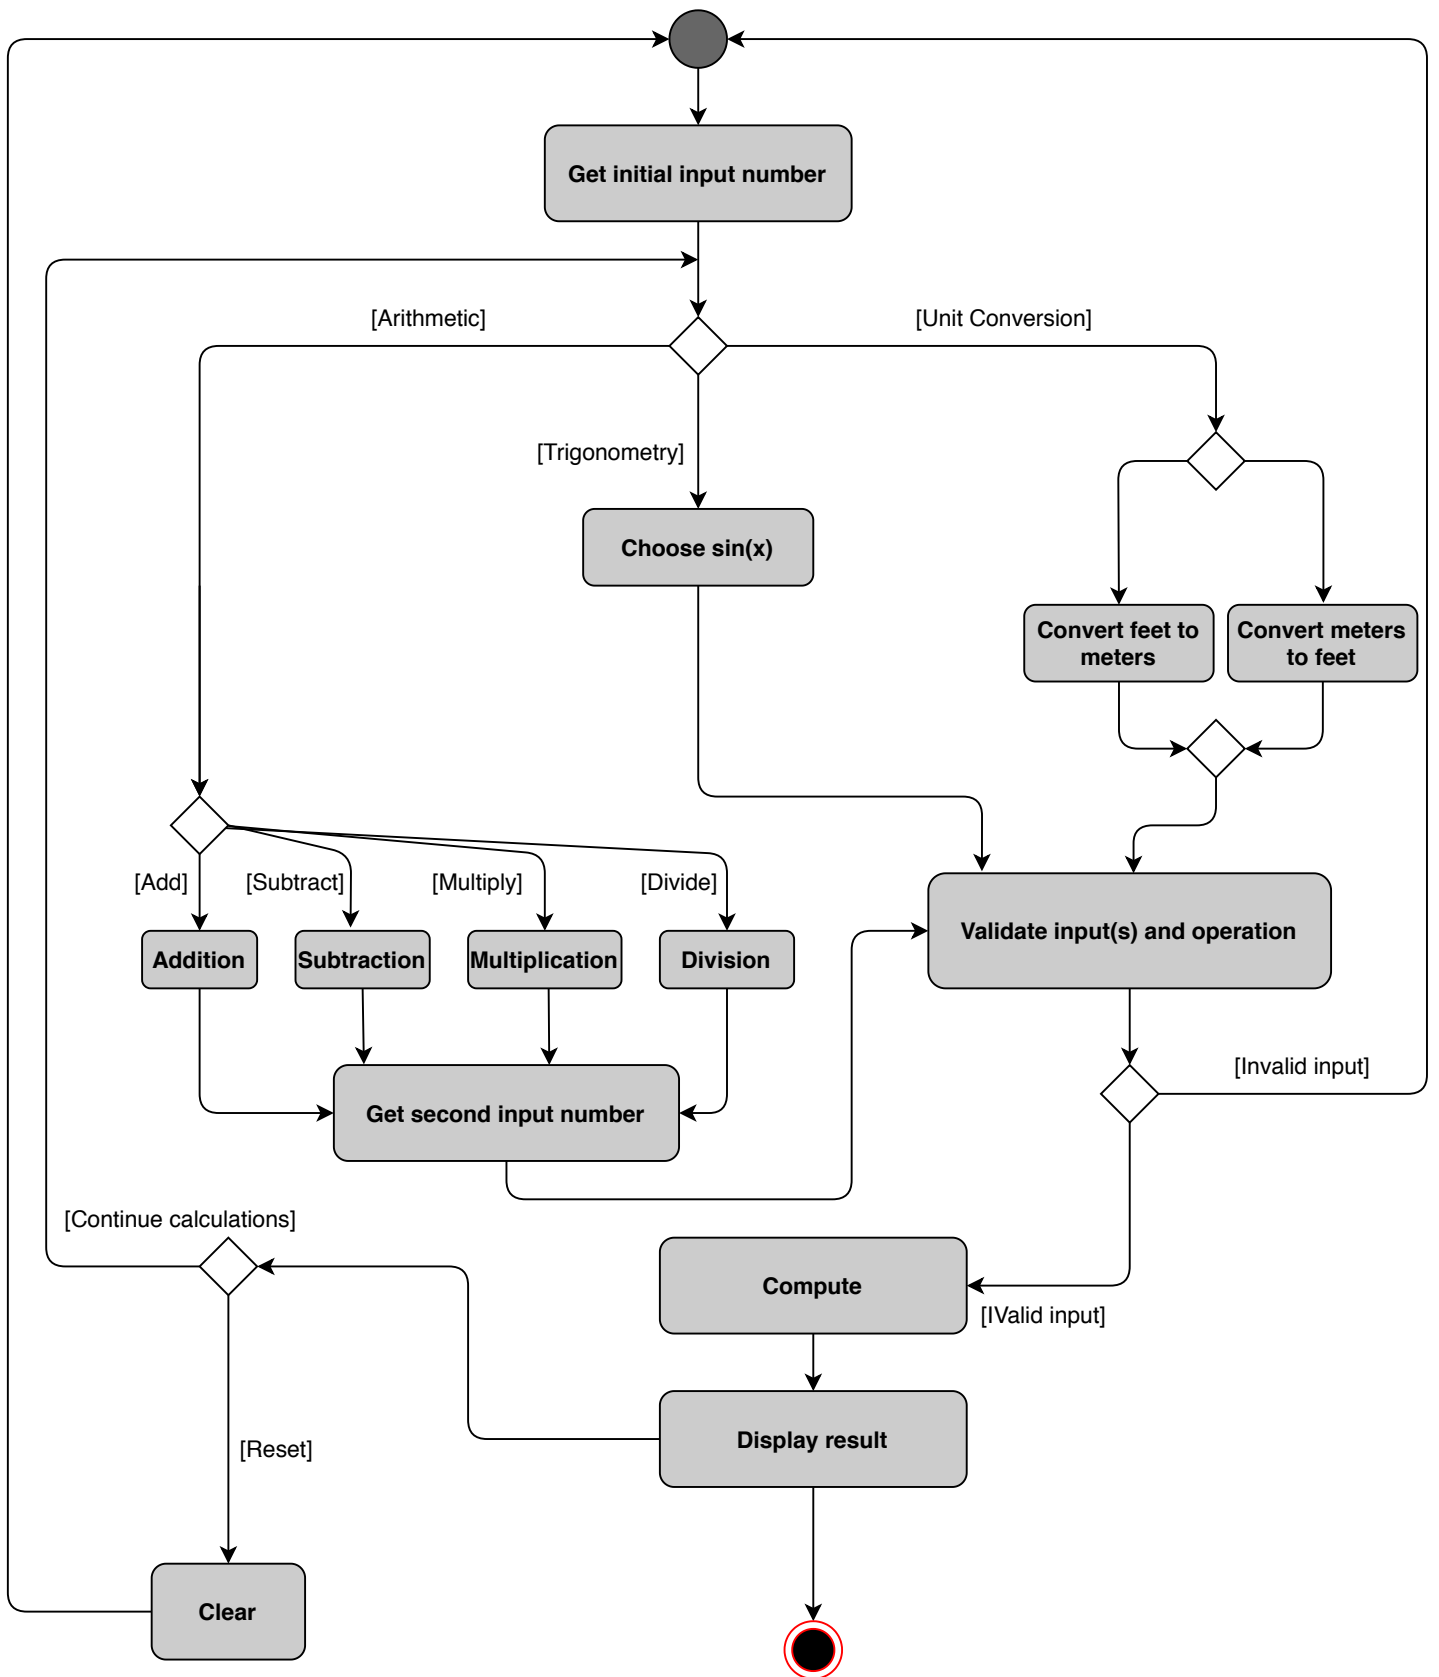 Get initial input number
[Arithmetic]
[Unit Conversion]
[Trigonometry]
Choose sin(x)
Convert feet to
meters
Convert meters
to feet
[Add]
[Subtract]
[Multiply]
[Divide]
Addition
Subtraction
Multiplication
Division
Validate input(s) and operation
[Invalid input]
Get second input number
[Continue calculations]
Compute
[IValid input]
Display result
[Reset]
Clear